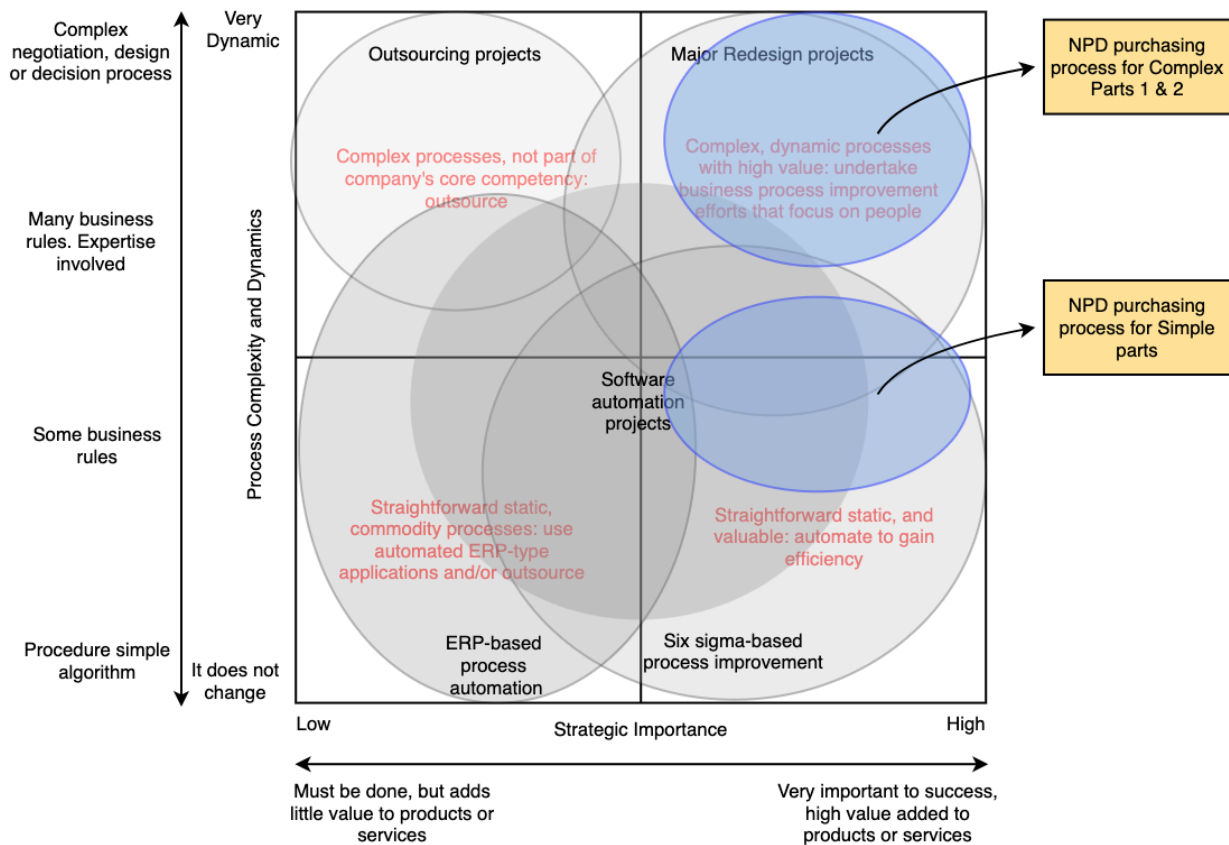 Complex
negotiation, design
or decision process
Very
Dynamic
Outsourcing projects
Major Redesign projects
NPD purchasing
process for Complex
Parts 1 & 2
Complex processes, not part of
company's core competency:
outsource
Complex, dynamic processes
with high value: undertake
business process improvement
efforts that focus on people
Many business
rules. Expertise
involved
Process Complexity and Dynamics
NPD purchasing
process for Simple
parts
Software
automation
projects
Some business
rules
Straightforward static,
commodity processes: use
automated ERP-type
applications and/or outsource
Straightforward static, and
valuable: automate to gain
efficiency
Procedure simple
algorithm
It does not
change
ERP-based
process
automation
Six sigma-based
process improvement
Low
Strategic Importance
High
Must be done, but adds
little value to products or
services
Very important to success,
high value added to
products or services